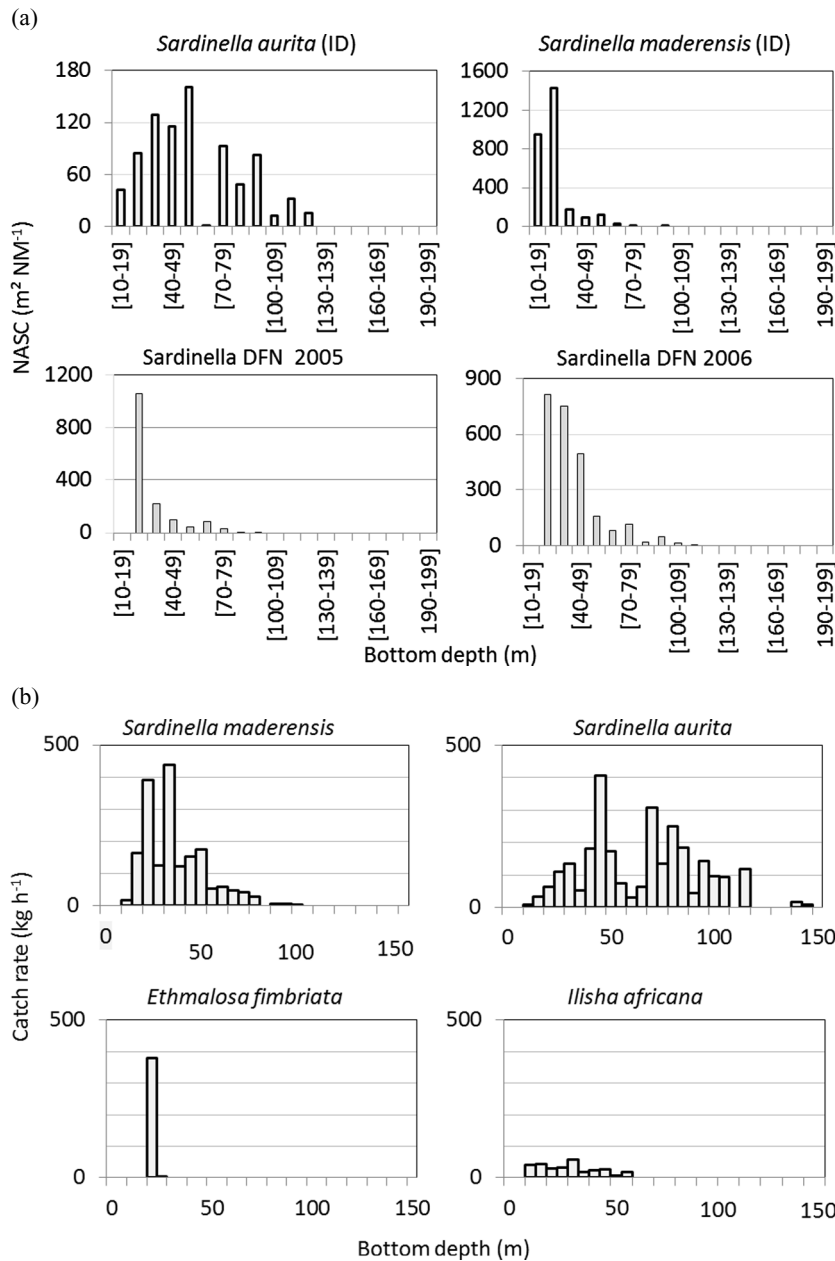 (a)
Sardinella aurita (ID)
Sardinella maderensis (ID)
180
120
60
0
[10-19]
[40-49]
[70-79]
[100-109]
[130-139]
[160-169]
190-199]
1600
1200
800
400
0
[10-19]
[40-49]
[70-79]
[100-109]
[130-139]
[160-169]
190-199]
NASC (m² NM⁻¹)
Sardinella DFN 2005
Sardinella DFN 2006
1200
800
400
0
[10-19]
[40-49]
[70-79]
[100-109]
[130-139]
[160-169]
190-199]
900
600
300
0
[10-19]
[40-49]
[70-79]
[100-109]
[130-139]
[160-169]
190-199]
Bottom depth (m)
(b)
Sardinella maderensis
Sardinella aurita
500
0
0 50 100 150
500
0
0 50 100 150
Catch rate (kg h⁻¹)
Ethmalosa fimbriata
Ilisha africana
500
0
0 50 100 150
500
0
0 50 100 150
Bottom depth (m)